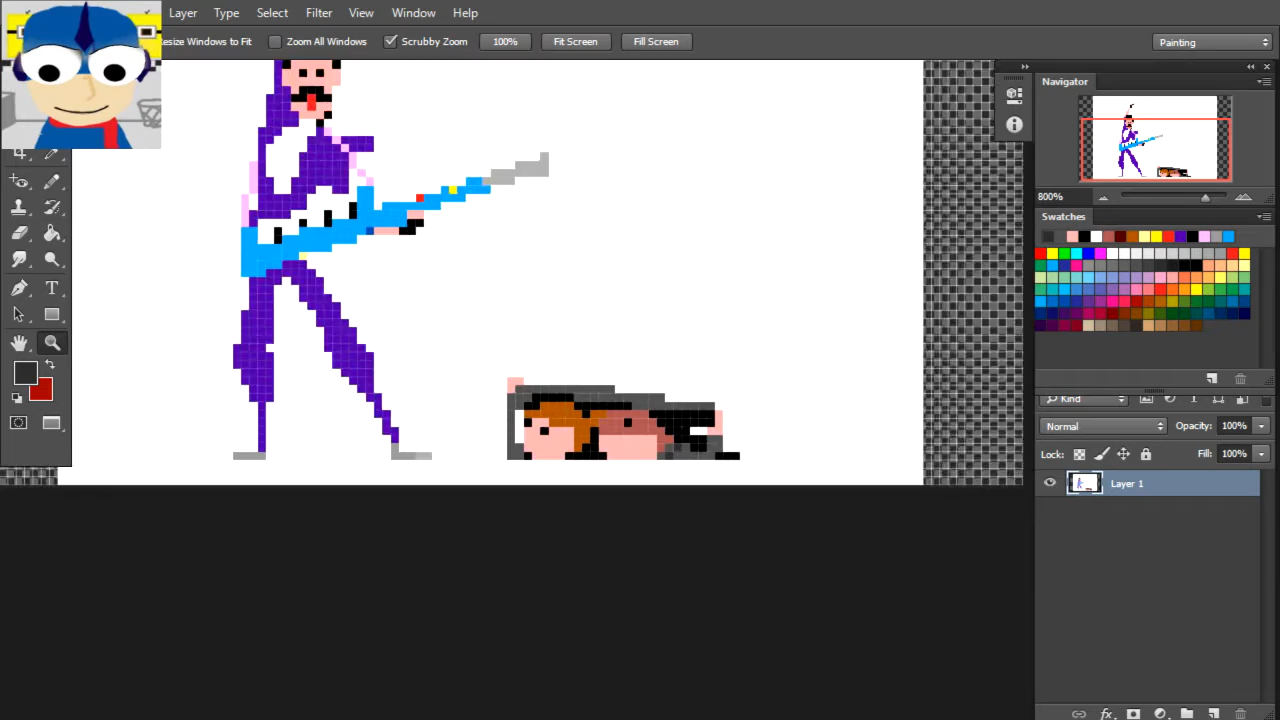 Layer Type Select Filter View Window Help
Resize Windows to Fit Zoom All Windows Scrubby Zoom 100% Fit Screen Fill Screen Painting
Navigator
800%
Swatches
Kind
Normal Opacity: 100%
Lock: Fill: 100%
Layer 1